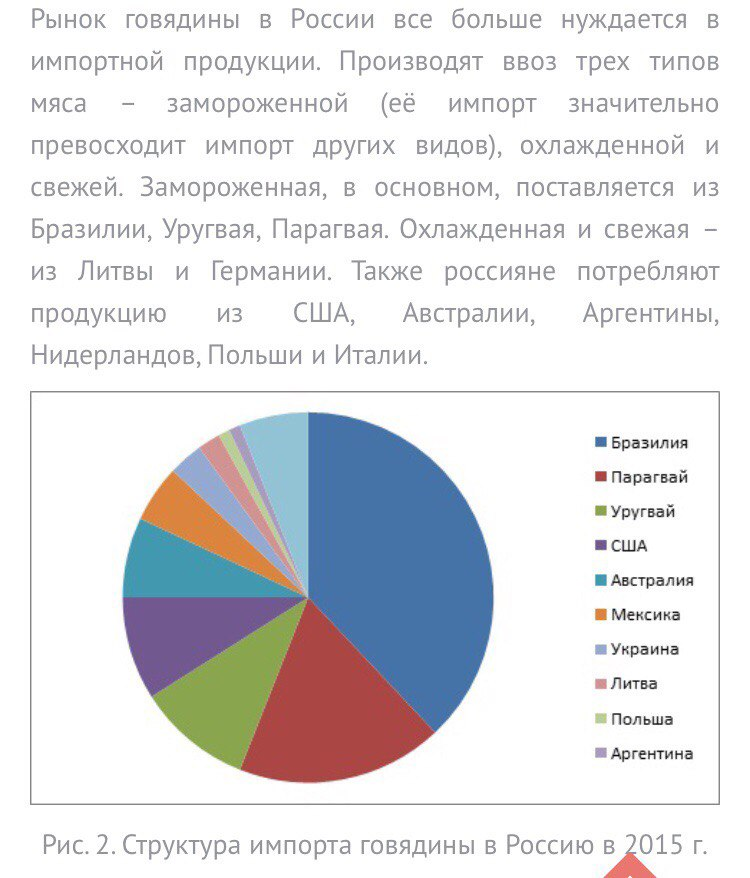 Рынок говядины в России все больше нуждается в
импортной продукции. Производят ввоз трех типов
мяса – замороженной (её импорт значительно
превосходит импорт других видов), охлажденной и
свежей. Замороженная, в основном, поставляется из
Бразилии, Уругвая, Парагвая. Охлажденная и свежая –
из Литвы и Германии. Также россияне потребляют
продукцию из США, Австралии, Аргентины,
Нидерландов, Польши и Италии.
Бразилия
Парагвай
Уругвай
США
Австралия
Мексика
Украина
Литва
Польша
Аргентина
Рис. 2. Структура импорта говядины в Россию в 2015 г.